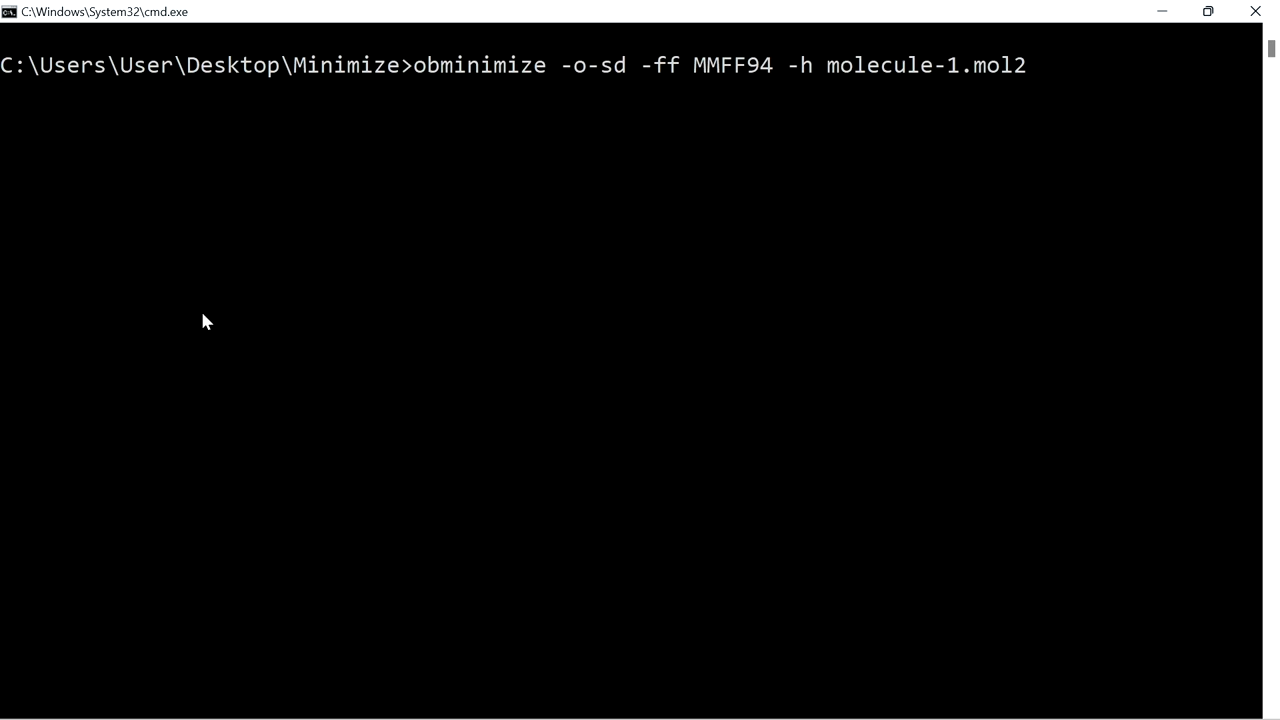 C:\Windows\System32\cmd.exe
C:\Users\User\Desktop\Minimize>obminimize -o-sd -ff MMFF94 -h molecule-1.mol2